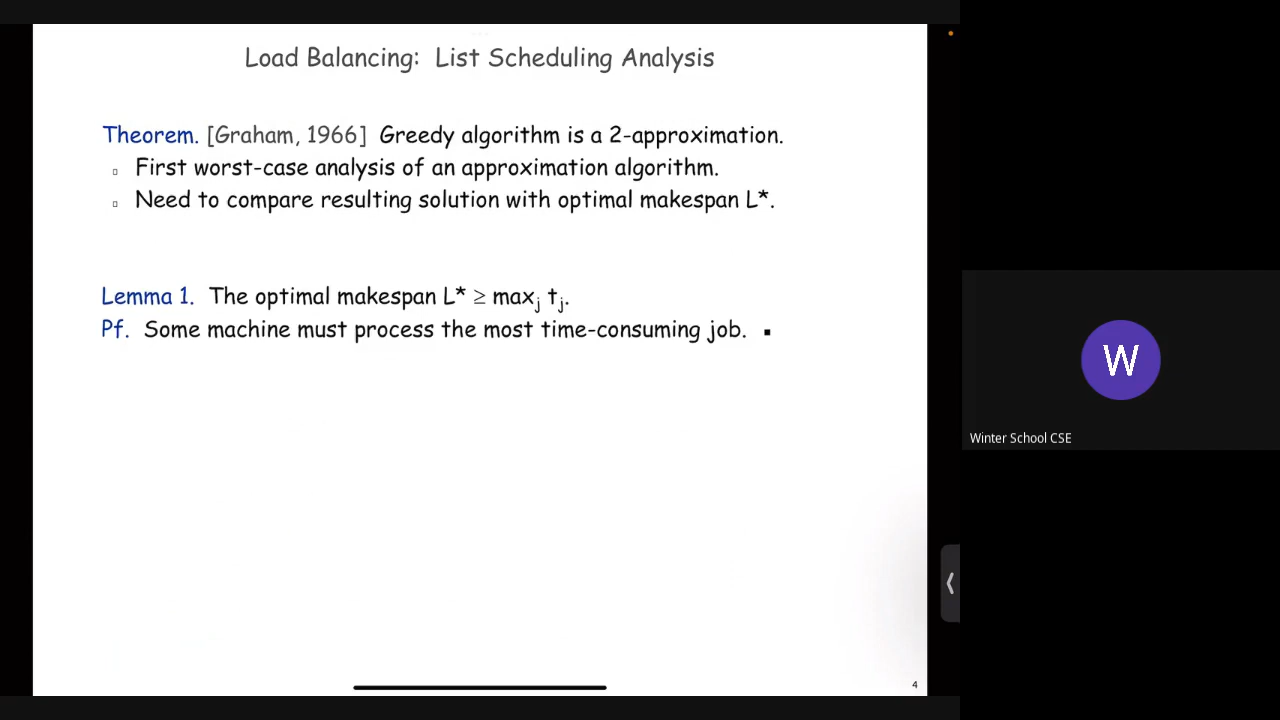 Load Balancing: List Scheduling Analysis
Theorem. [Graham, 1966] Greedy algorithm is a 2-approximation.
First worst-case analysis of an approximation algorithm.
Need to compare resulting solution with optimal makespan L*.
Lemma 1. The optimal makespan L* ≥ maxj tj.
Pf. Some machine must process the most time-consuming job. ▪
W
Winter School CSE
4